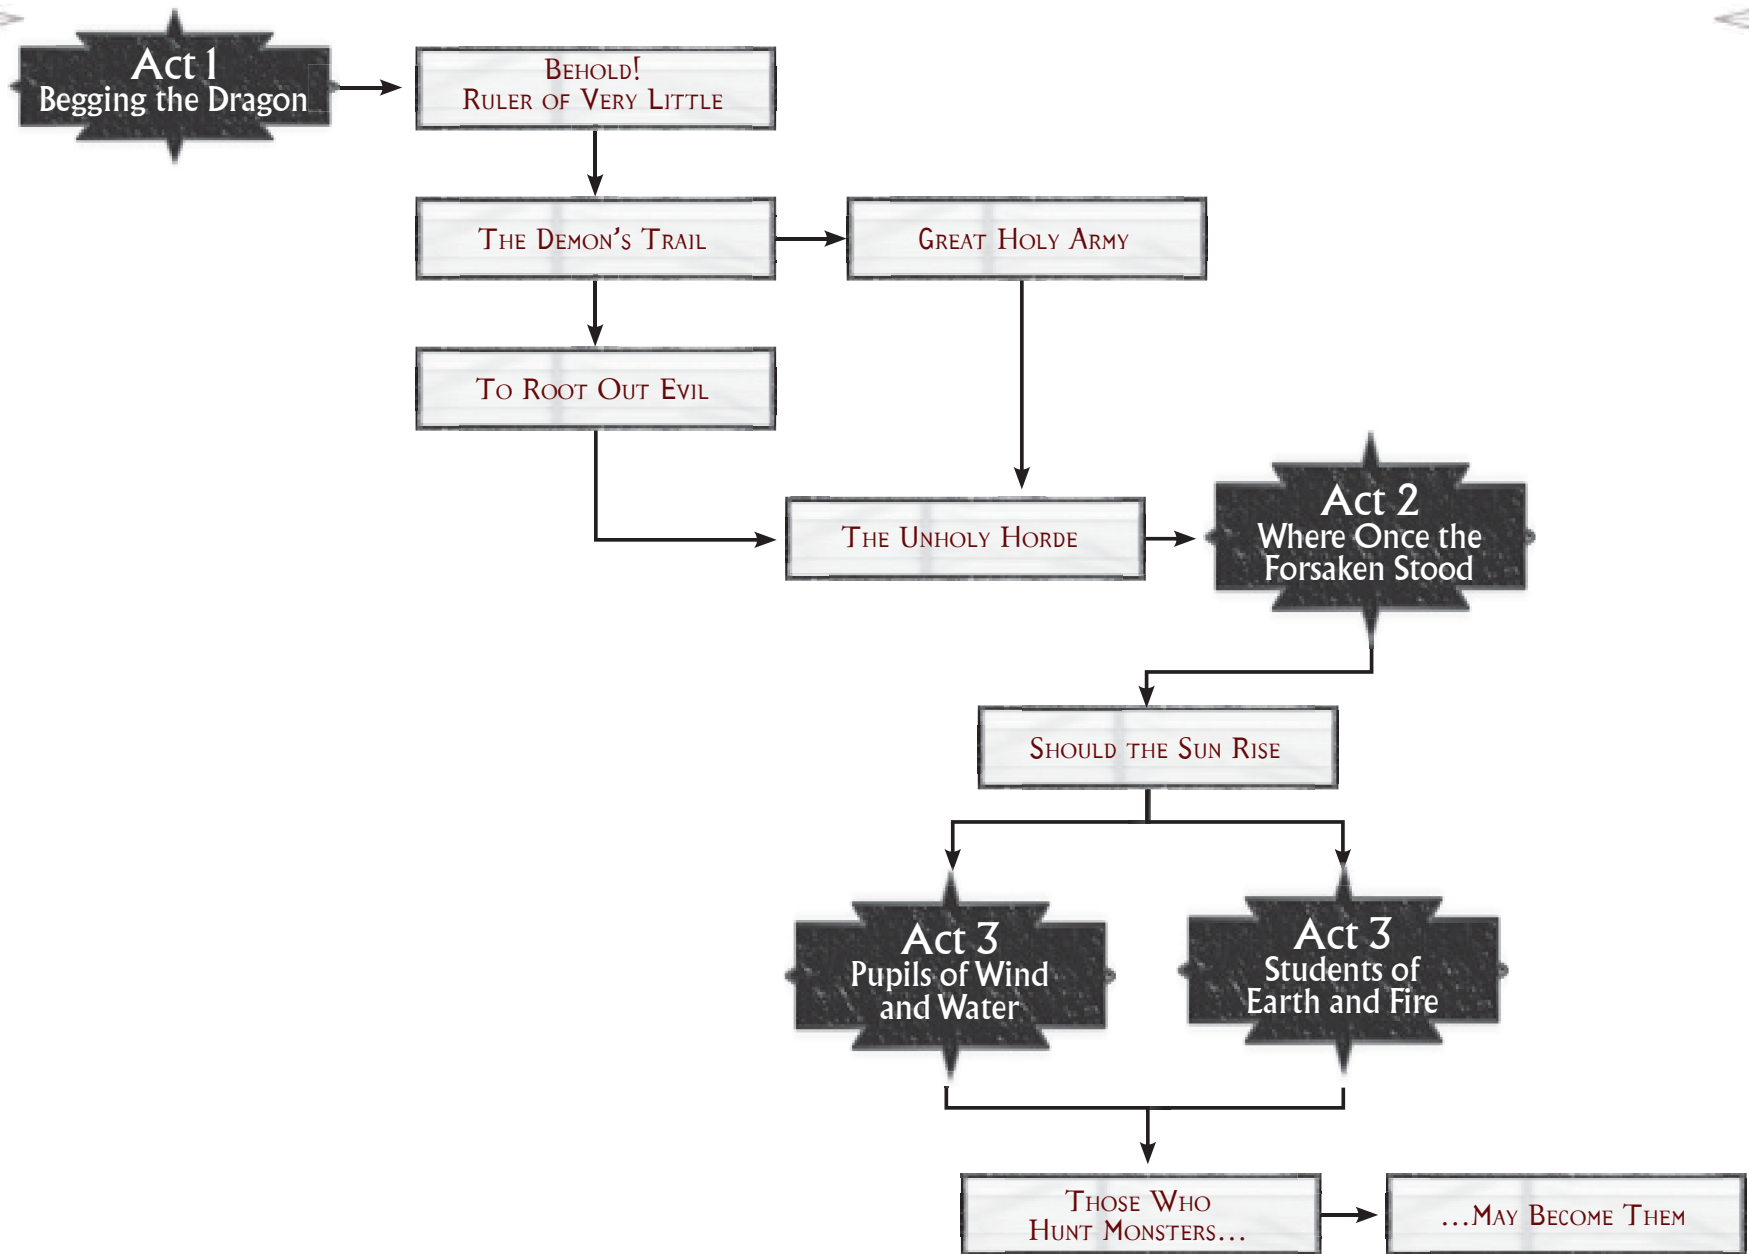 Act 1
Begging the Dragon
Behold!
Ruler of Very Little
The Demon's Trail
Great Holy Army
To Root Out Evil
The Unholy Horde
Act 2
Where Once the
Forsaken Stood
Should the Sun Rise
Act 3
Pupils of Wind
and Water
Act 3
Students of
Earth and Fire
Those Who
Hunt Monsters...
...May Become Them